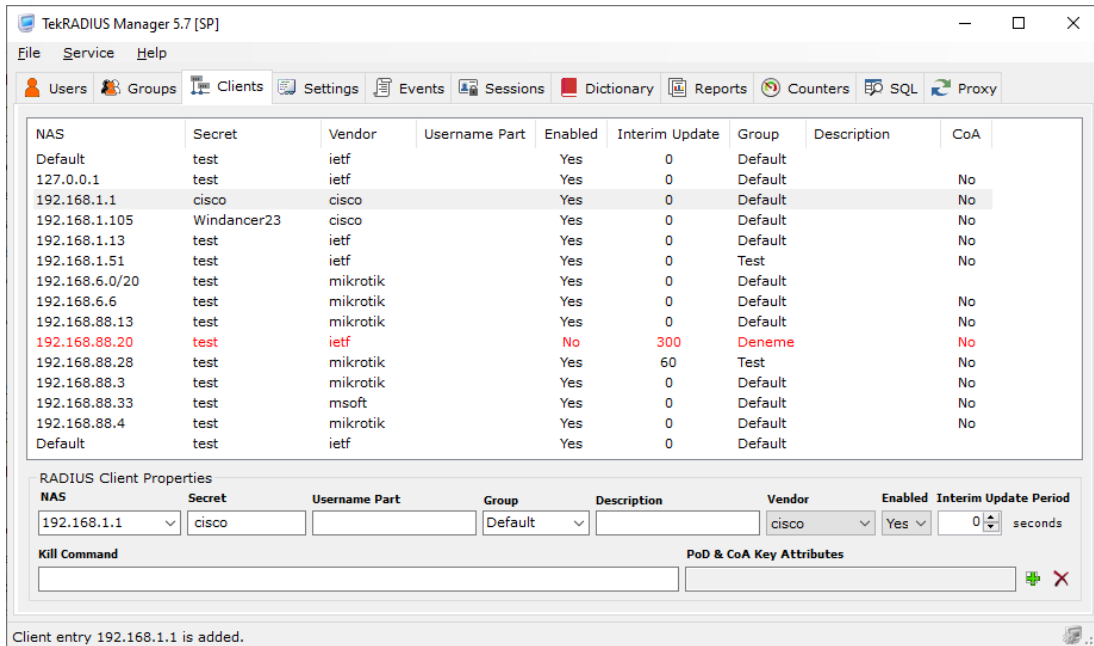 TekRADIUS Manager 5.7 [SP]
File Service Help
Users Groups Clients Settings Events Sessions Dictionary Reports Counters SQL Proxy
NAS Secret Vendor Username Part Enabled Interim Update Group Description CoA
Default test ietf Yes 0 Default
127.0.0.1 test ietf Yes 0 Default No
192.168.1.1 cisco cisco Yes 0 Default No
192.168.1.105 Windancer23 cisco Yes 0 Default No
192.168.1.13 test ietf Yes 0 Default No
192.168.1.51 test ietf Yes 0 Test No
192.168.6.0/20 test mikrotik Yes 0 Default
192.168.6.6 test mikrotik Yes 0 Default No
192.168.88.13 test mikrotik Yes 0 Default No
192.168.88.20 test ietf No 300 Deneme No
192.168.88.28 test mikrotik Yes 60 Test No
192.168.88.3 test mikrotik Yes 0 Default No
192.168.88.33 test msoft Yes 0 Default No
192.168.88.4 test mikrotik Yes 0 Default No
Default test ietf Yes 0 Default
RADIUS Client Properties
NAS Secret Username Part Group Description Vendor Enabled Interim Update Period
192.168.1.1 cisco Default cisco Yes 0 seconds
Kill Command PoD & CoA Key Attributes
Client entry 192.168.1.1 is added.